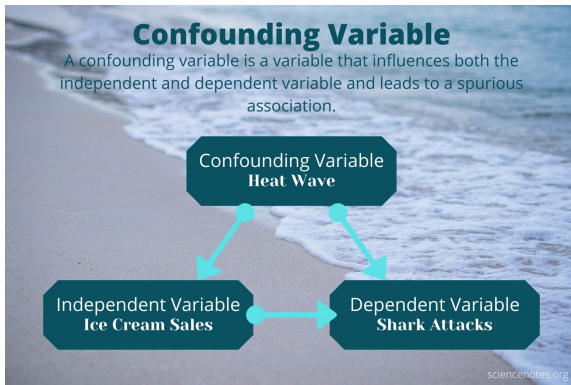 Confounding Variable
A confounding variable is a variable that influences both the
independent and dependent variable and leads to a spurious
association.
Confounding Variable
Heat Wave
Independent Variable
Ice Cream Sales
Dependent Variable
Shark Attacks
sciencenotes.org